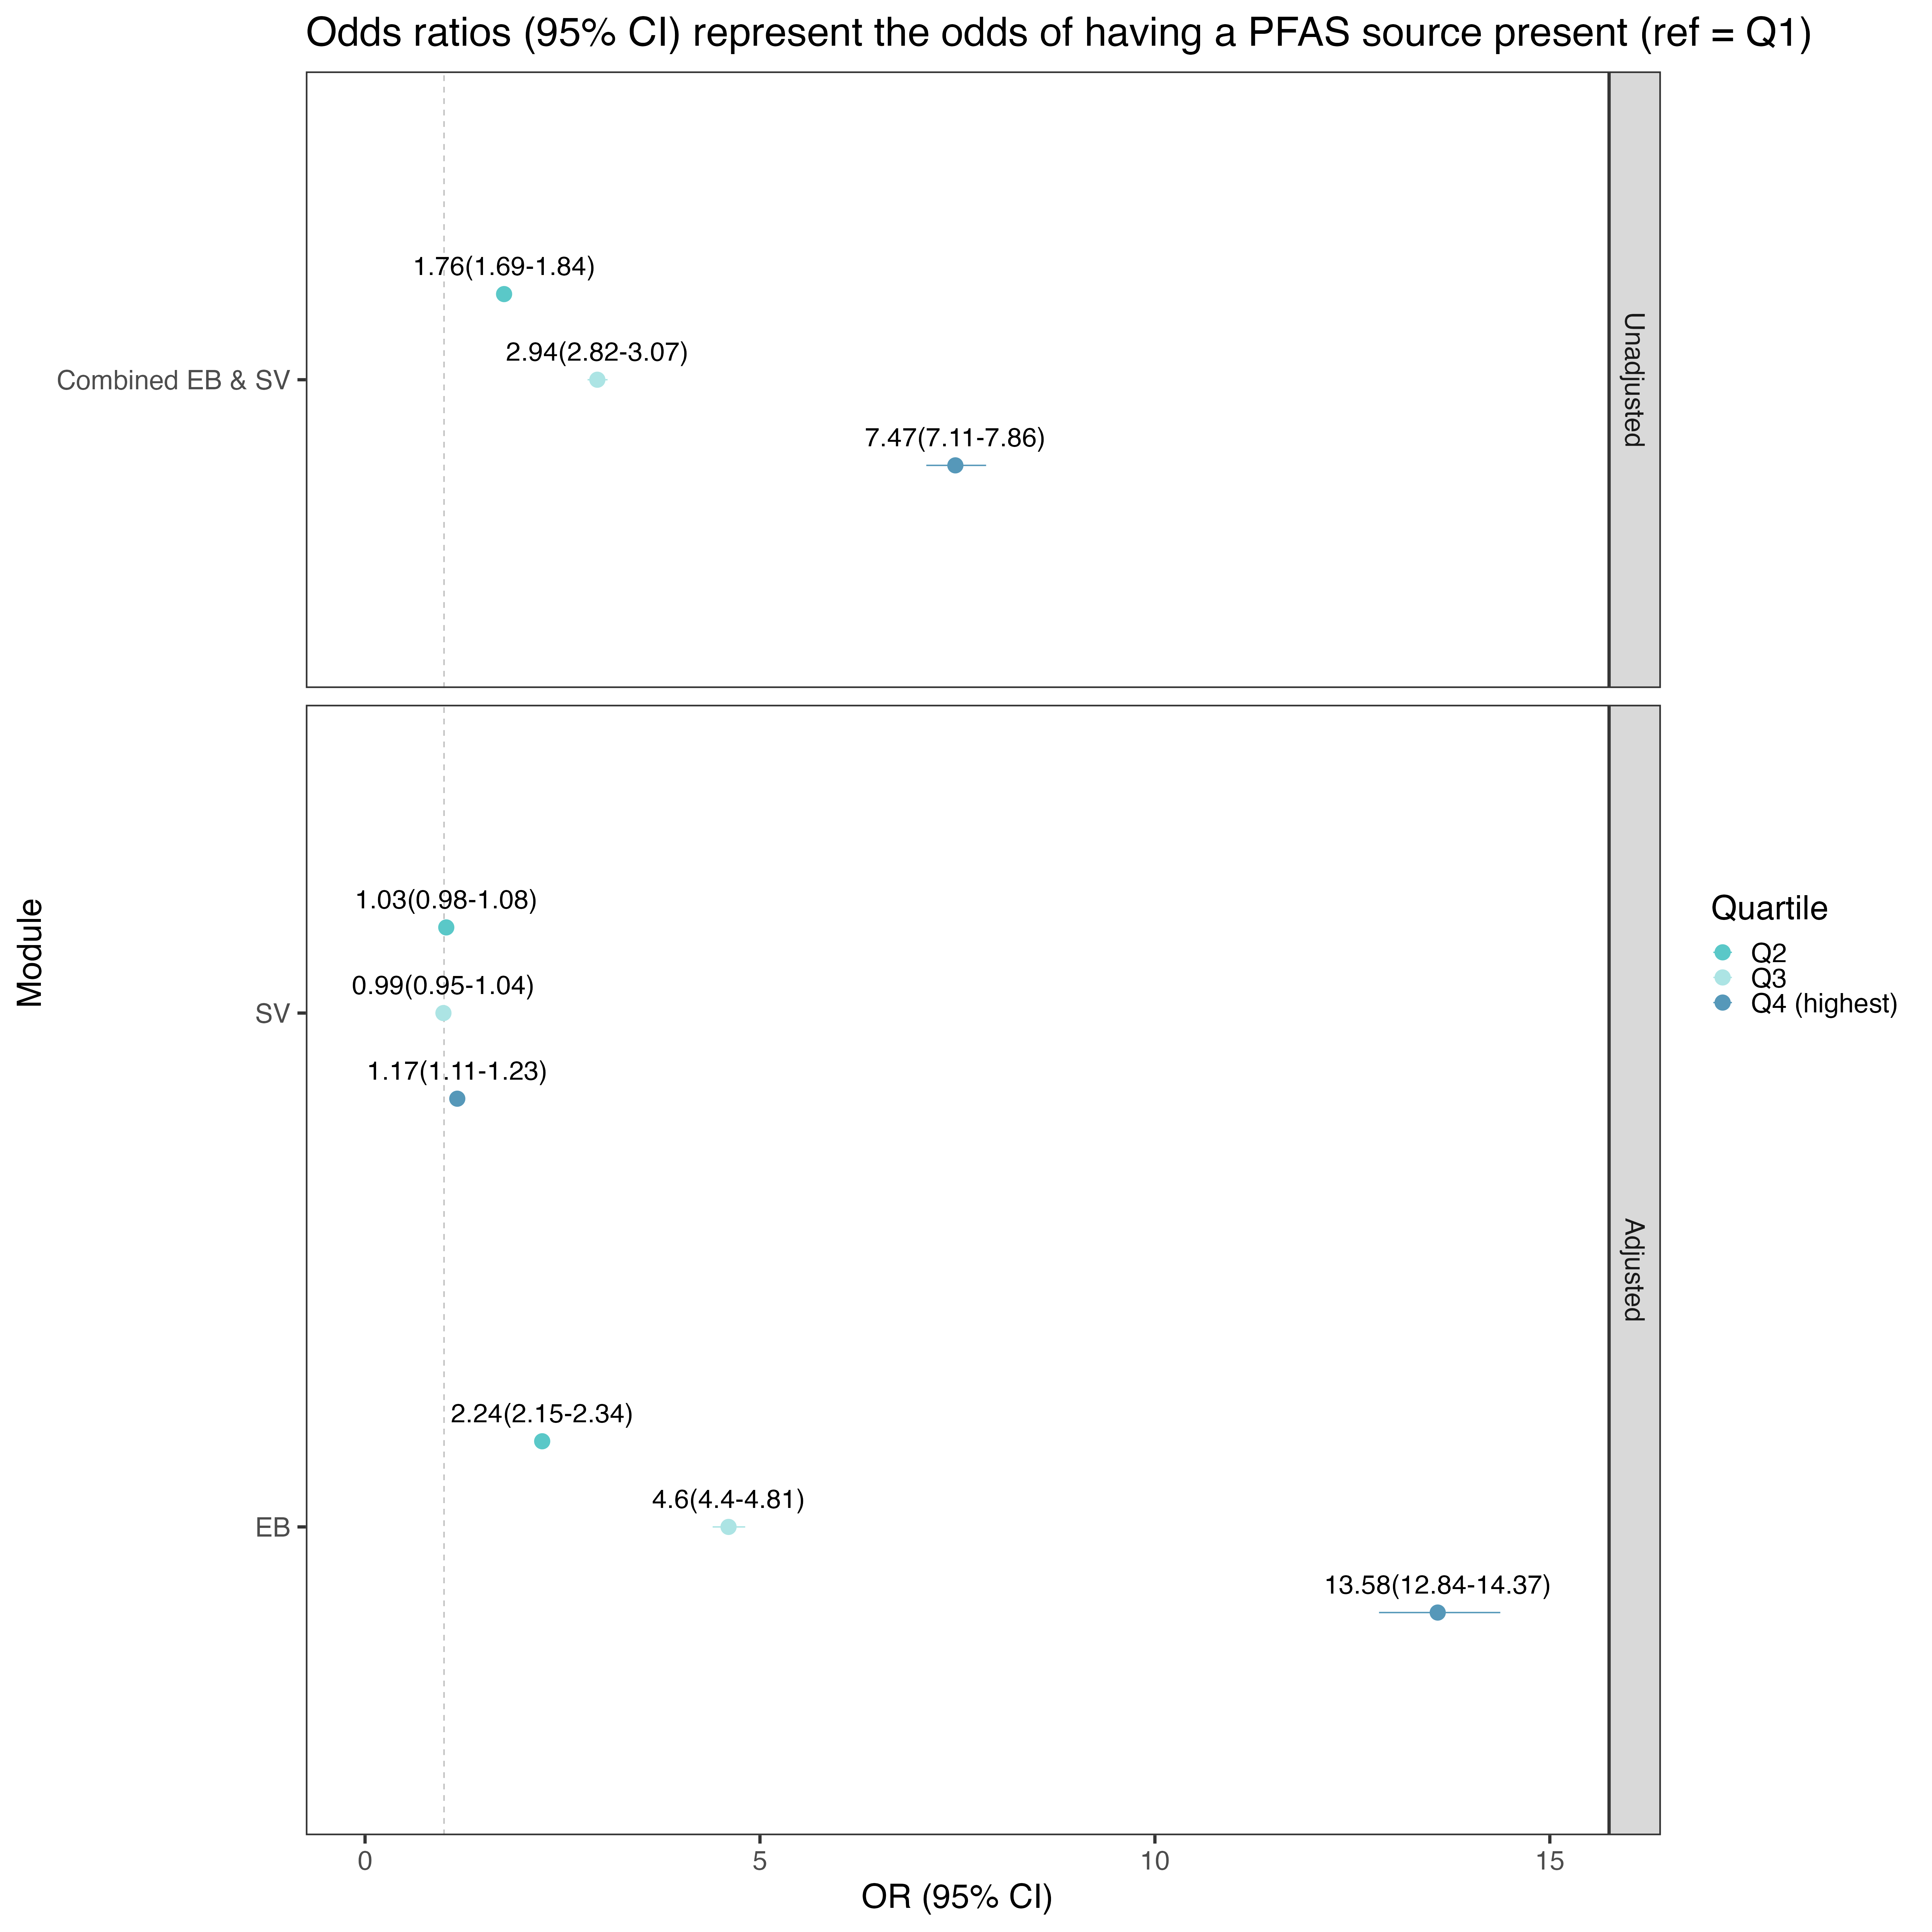 Odds ratios (95% CI) represent the odds of having a PFAS source present (ref = Q1)
1.76(1.69-1.84)
2.94(2.82-3.07)
Combined EB & SV
7.47(7.11-7.86)
Unadjusted
1.03(0.98-1.08)
0.99(0.95-1.04)
SV
1.17(1.11-1.23)
2.24(2.15-2.34)
4.6(4.4-4.81)
EB
13.58(12.84-14.37)
Adjusted
Module
0
5
10
15
OR (95% CI)
Quartile
Q2
Q3
Q4 (highest)